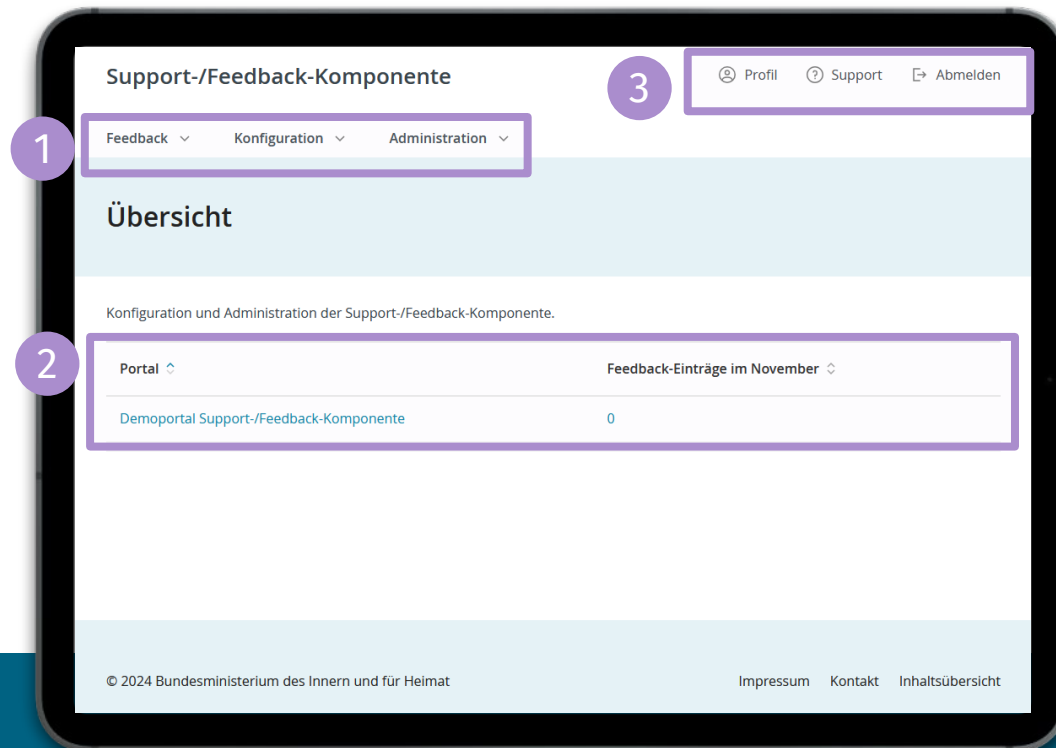 Support-/Feedback-Komponente
3
Profil Support Abmelden
1
Feedback Konfiguration Administration
Übersicht
Konfiguration und Administration der Support-/Feedback-Komponente.
2
Portal Feedback-Einträge im November
Demoportal Support-/Feedback-Komponente 0
© 2024 Bundesministerium des Innern und für Heimat Impressum Kontakt Inhaltsübersicht